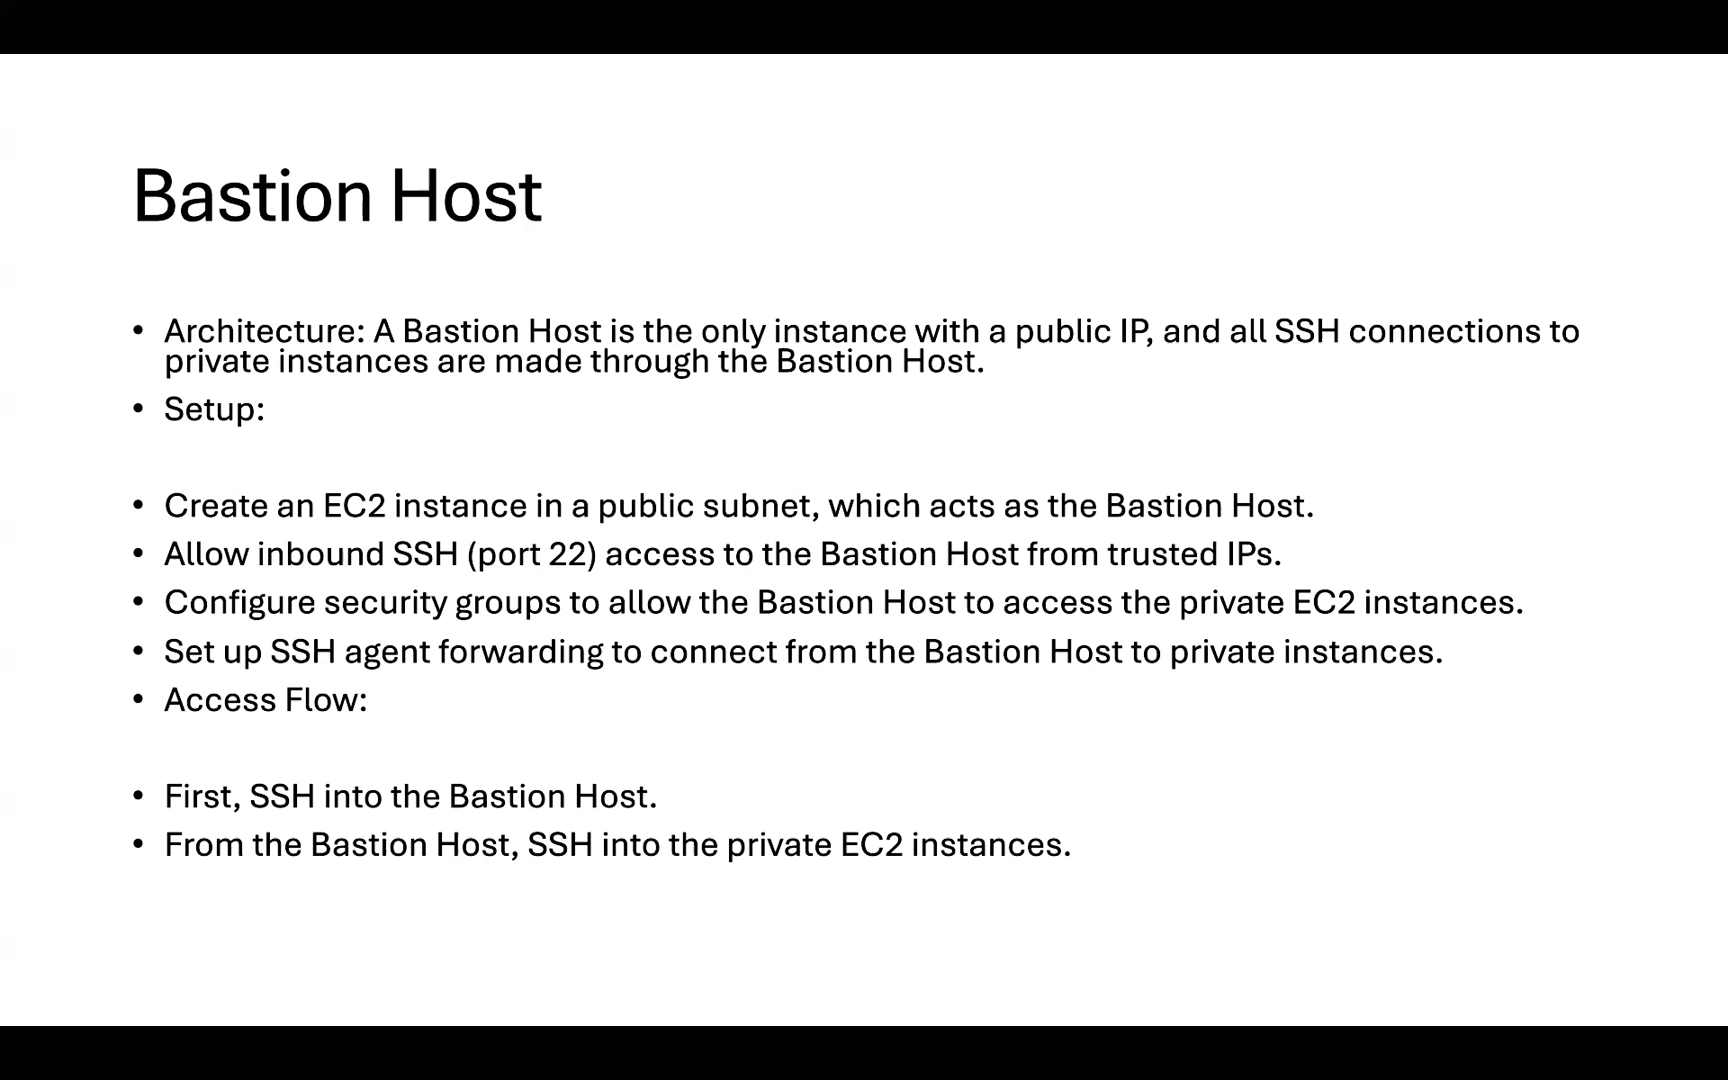 Bastion Host
• Architecture: A Bastion Host is the only instance with a public IP, and all SSH connections to
private instances are made through the Bastion Host.
• Setup:
• Create an EC2 instance in a public subnet, which acts as the Bastion Host.
• Allow inbound SSH (port 22) access to the Bastion Host from trusted IPs.
• Configure security groups to allow the Bastion Host to access the private EC2 instances.
• Set up SSH agent forwarding to connect from the Bastion Host to private instances.
• Access Flow:
• First, SSH into the Bastion Host.
• From the Bastion Host, SSH into the private EC2 instances.